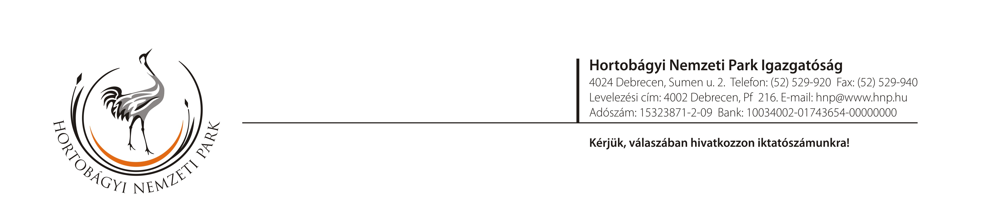 HORTOBÁGYI NEMZETI PARK
Hortobágyi Nemzeti Park Igazgatóság
4024 Debrecen, Sumen u. 2. Telefon: (52) 529-920 Fax: (52) 529-940
Levelezési cím: 4002 Debrecen, Pf 216. E-mail: hnp@www.hnp.hu
Adószám: 15323871-2-09 Bank: 10034002-01743654-00000000
Kérjük, válaszában hivatkozzon iktatószámunkra!